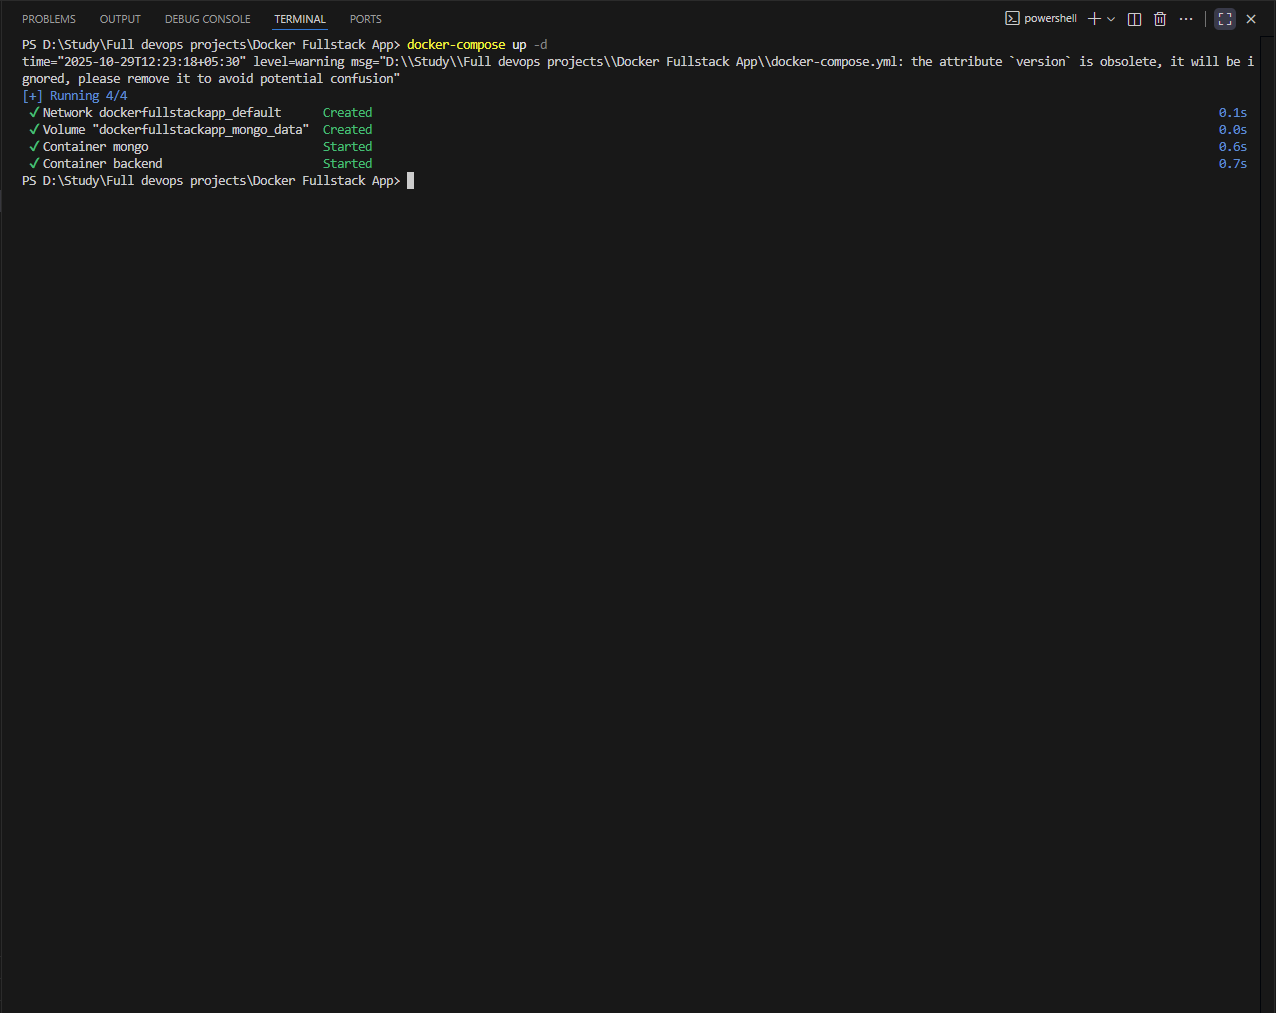 PROBLEMS OUTPUT DEBUG CONSOLE TERMINAL PORTS powershell
PS D:\Study\Full devops projects\Docker Fullstack App> docker-compose up -d
time="2025-10-29T12:23:18+05:30" level=warning msg="D:\\Study\\Full devops projects\\Docker Fullstack App\\docker-compose.yml: the attribute `version` is obsolete, it will be i
gnored, please remove it to avoid potential confusion"
[+] Running 4/4
✓ Network dockerfullstackapp_default Created 0.1s
✓ Volume "dockerfullstackapp_mongo_data" Created 0.0s
✓ Container mongo Started 0.6s
✓ Container backend Started 0.7s
PS D:\Study\Full devops projects\Docker Fullstack App>